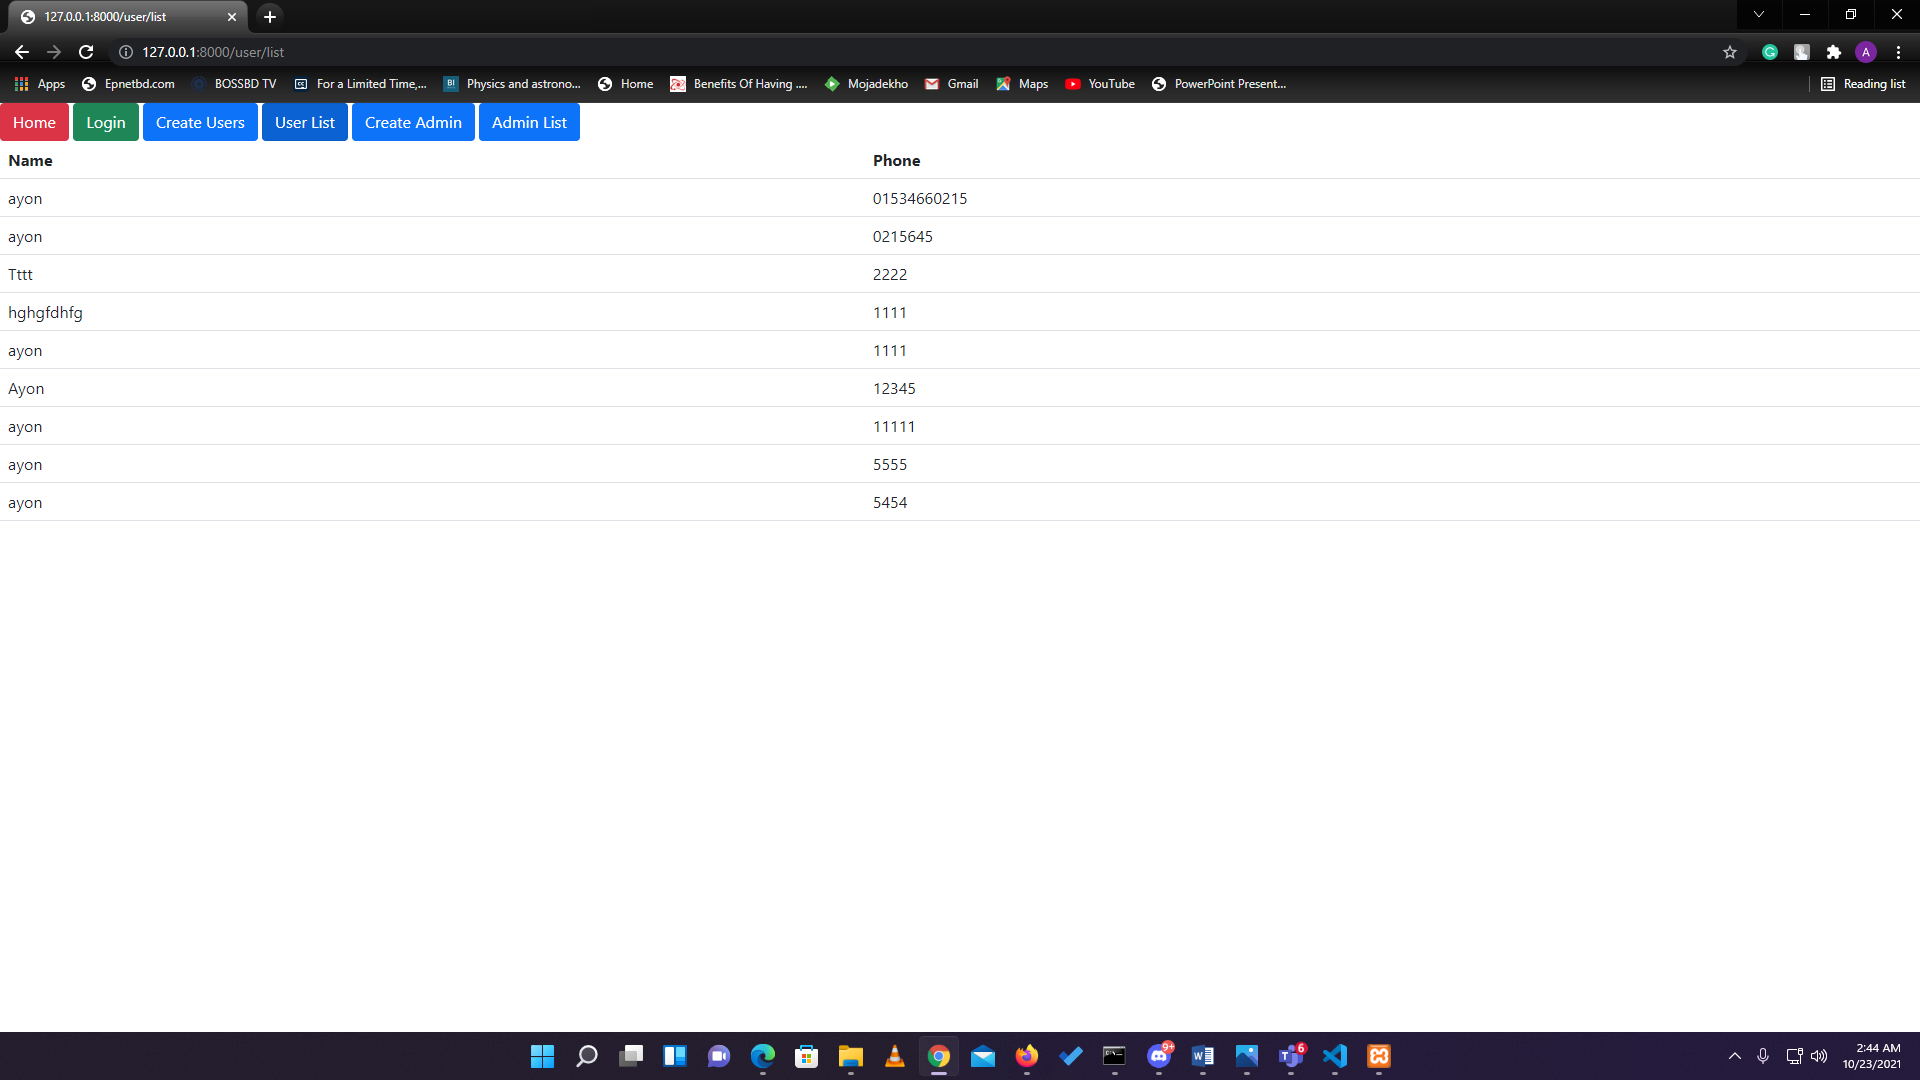 127.0.0.1:8000/user/list
127.0.0.1:8000/user/list
A
Apps Epnetbd.com BOSSBD TV For a Limited Time,... Physics and astrono... Home Benefits Of Having .... Mojadekho Gmail Maps YouTube PowerPoint Present... Reading list
Home Login Create Users User List Create Admin Admin List
Name Phone
ayon 01534660215
ayon 0215645
Tttt 2222
hghgfdhfg 1111
ayon 1111
Ayon 12345
ayon 11111
ayon 5555
ayon 5454
9+ 6
2:44 AM
10/23/2021